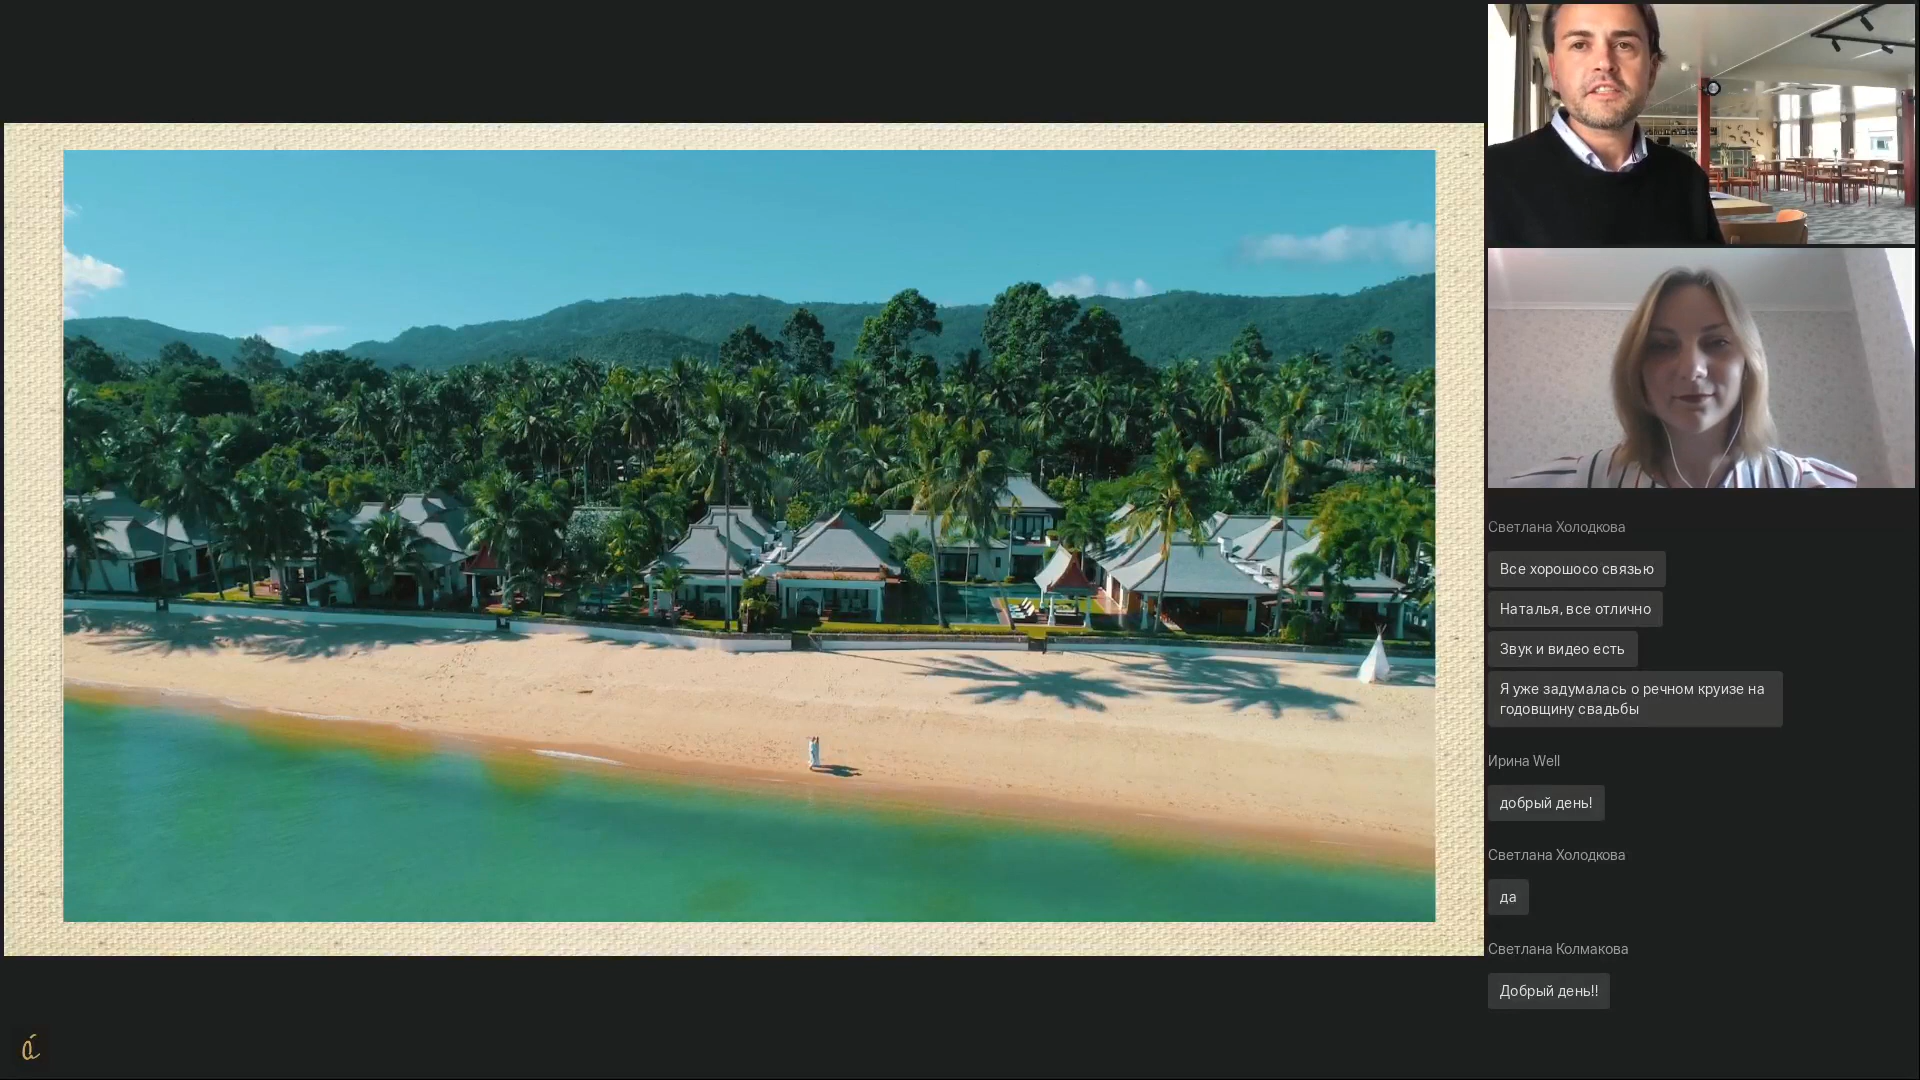 Светлана Холодкова
Все хорошосо связью
Наталья, все отлично
Звук и видео есть
Я уже задумалась о речном круизе на
годовщину свадьбы
Ирина Well
добрый день!
Светлана Холодкова
да
Светлана Колмакова
Добрый день!!
á